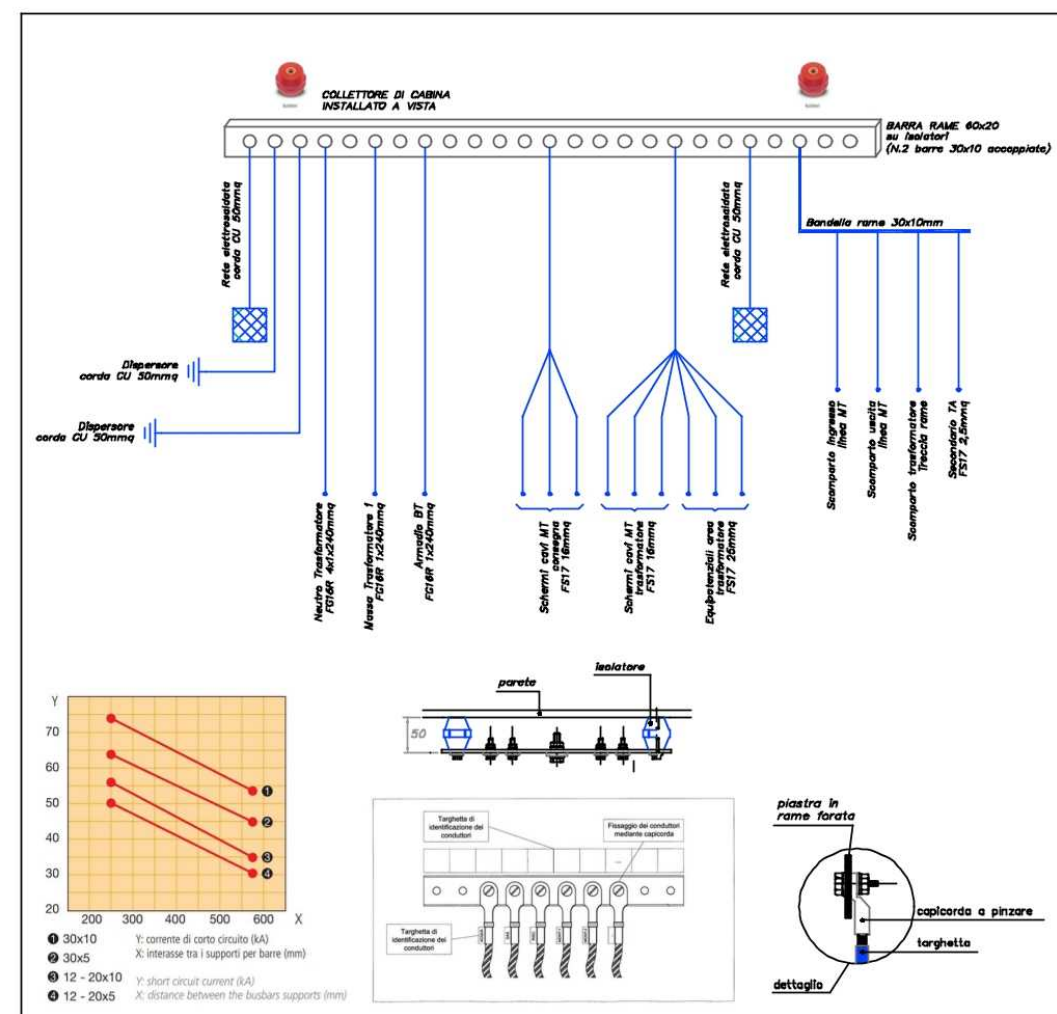 COLLETTORE DI CABINA
INSTALLATO A VISTA
BARRA RAME 60x20
su isolatori
(N.2 barre 30x10 accoppiate)
Rete elettrosaldata
corda CU 50mmq
Rete elettrosaldata
corda CU 50mmq
Bandella rame 30x10mm
Dispersore
corda CU 50mmq
Dispersore
corda CU 50mmq
Neutro Trasformatore
FG16R 4x1x240mmq
Massa Trasformatore 1
FG16R 1x240mmq
Armadio BT
FG16R 1x240mmq
Schermi cavi MT
consegna
FS17 16mmq
Schermi cavi MT
trasformatore
FS17 16mmq
Equipotenziali area
trasformatore
FS17 25mmq
Scomparto ingresso
linea MT
Scomparto uscita
linea MT
Scomparto trasformatore
Treccia rame
Secondario TA
FS17 2,5mmq
Y
70
60
50
40
30
20
200 300 400 500 600 X
1
2
3
4
1 30x10
2 30x5
3 12 - 20x10
4 12 - 20x5
Y: corrente di corto circuito (kA)
X: interasse tra i supporti per barre (mm)
Y: short circuit current (kA)
X: distance between the busbars supports (mm)
parete
isolatore
50
Targhetta di
identificazione dei
conduttori
Fissaggio dei conduttori
mediante capicorda
Targhetta di
identificazione dei
conduttori
piastra in
rame forata
capicorda a pinzare
targhetta
dettaglio